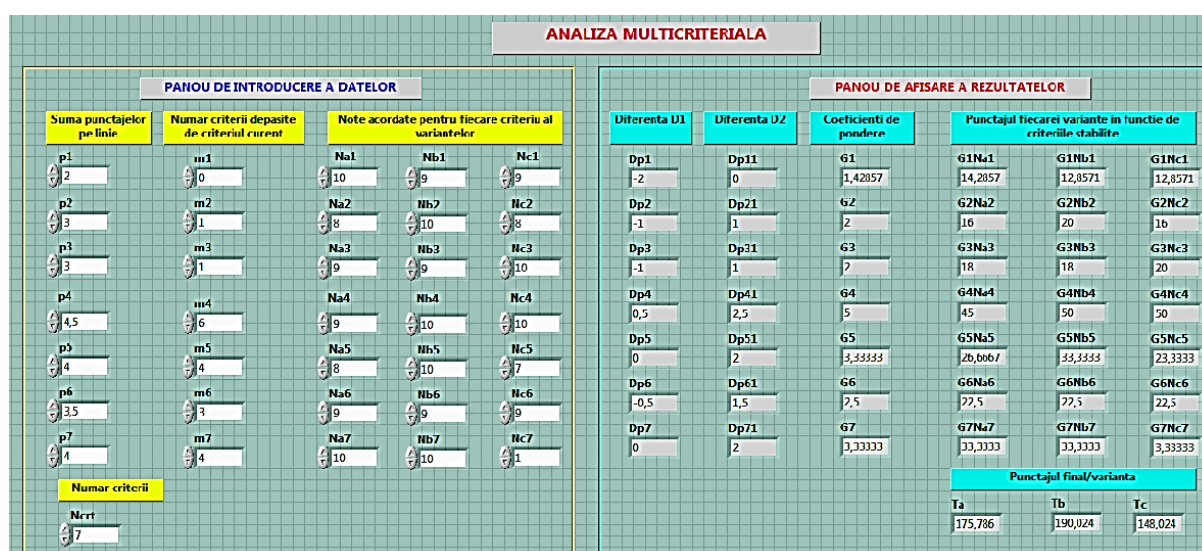 ANALIZA MULTICRITERIALA
PANOU DE INTRODUCERE A DATELOR
Suma punctajelor pe linie
Numar criterii depasite de criteriul curent
Note acordate pentru fiecare criteriu al variantelor
p1 m1 Na1 Nb1 Nc1
2 0 10 9 9
p2 m2 Na2 Nb2 Nc2
3 1 8 10 8
p3 m3 Na3 Nb3 Nc3
3 1 9 9 10
p4 m4 Na4 Nb4 Nc4
4,5 6 9 10 10
p5 m5 Na5 Nb5 Nc5
4 4 8 10 7
p6 m6 Na6 Nb6 Nc6
3,5 3 9 9 9
p7 m7 Na7 Nb7 Nc7
4 4 10 10 1
Numar criterii
Ncrt
7
PANOU DE AFISARE A REZULTATELOR
Diferenta D1
Diferenta D2
Coeficienti de pondere
Punctajul fiecarei variante in functie de criteriile stabilite
Dp1 Dp11 G1 G1Na1 G1Nb1 G1Nc1
-2 0 1,42857 14,2857 12,8571 12,8571
Dp2 Dp21 G2 G2Na2 G2Nb2 G2Nc2
-1 1 2 16 20 16
Dp3 Dp31 G3 G3Na3 G3Nb3 G3Nc3
-1 1 2 18 18 20
Dp4 Dp41 G4 G4Na4 G4Nb4 G4Nc4
0,5 2,5 5 45 50 50
Dp5 Dp51 G5 G5Na5 G5Nb5 G5Nc5
0 2 3,33333 26,6667 33,3333 23,3333
Dp6 Dp61 G6 G6Na6 G6Nb6 G6Nc6
-0,5 1,5 2,5 22,5 22,5 22,5
Dp7 Dp71 G7 G7Na7 G7Nb7 G7Nc7
0 2 3,33333 33,3333 33,3333 3,33333
Punctajul final/varianta
Ta Tb Tc
175,786 190,024 148,024